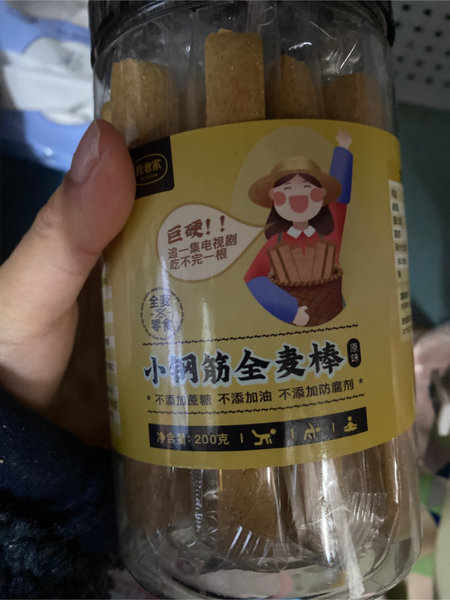 老家
巨硬!!
追一集电视剧
吃不完一根
全麦
零食
小钢筋全麦棒
原味
*不添加蔗糖 不添加油 不添加防腐剂*
净含量:200克